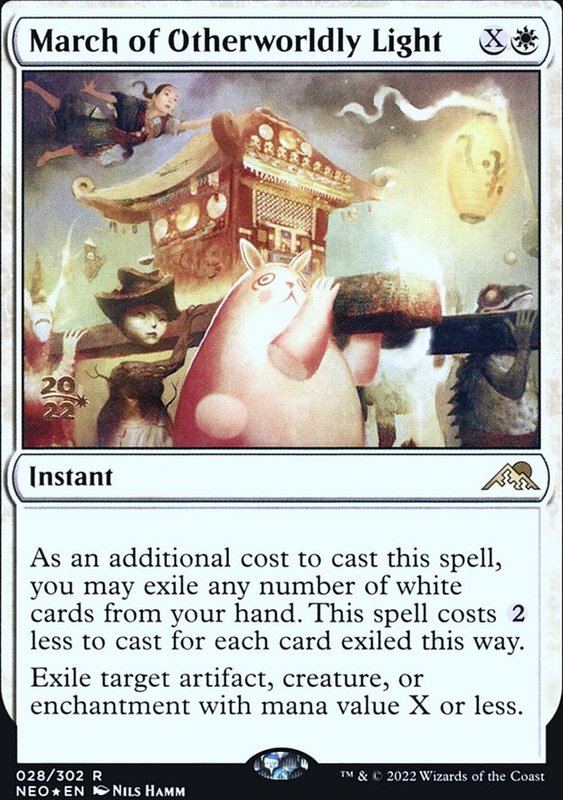 March of Otherworldly Light X
20
22
Instant
As an additional cost to cast this spell,
you may exile any number of white
cards from your hand. This spell costs 2
less to cast for each card exiled this way.
Exile target artifact, creature, or
enchantment with mana value X or less.
028/302 R
NEO★EN Nils Hamm
™ & © 2022 Wizards of the Coast